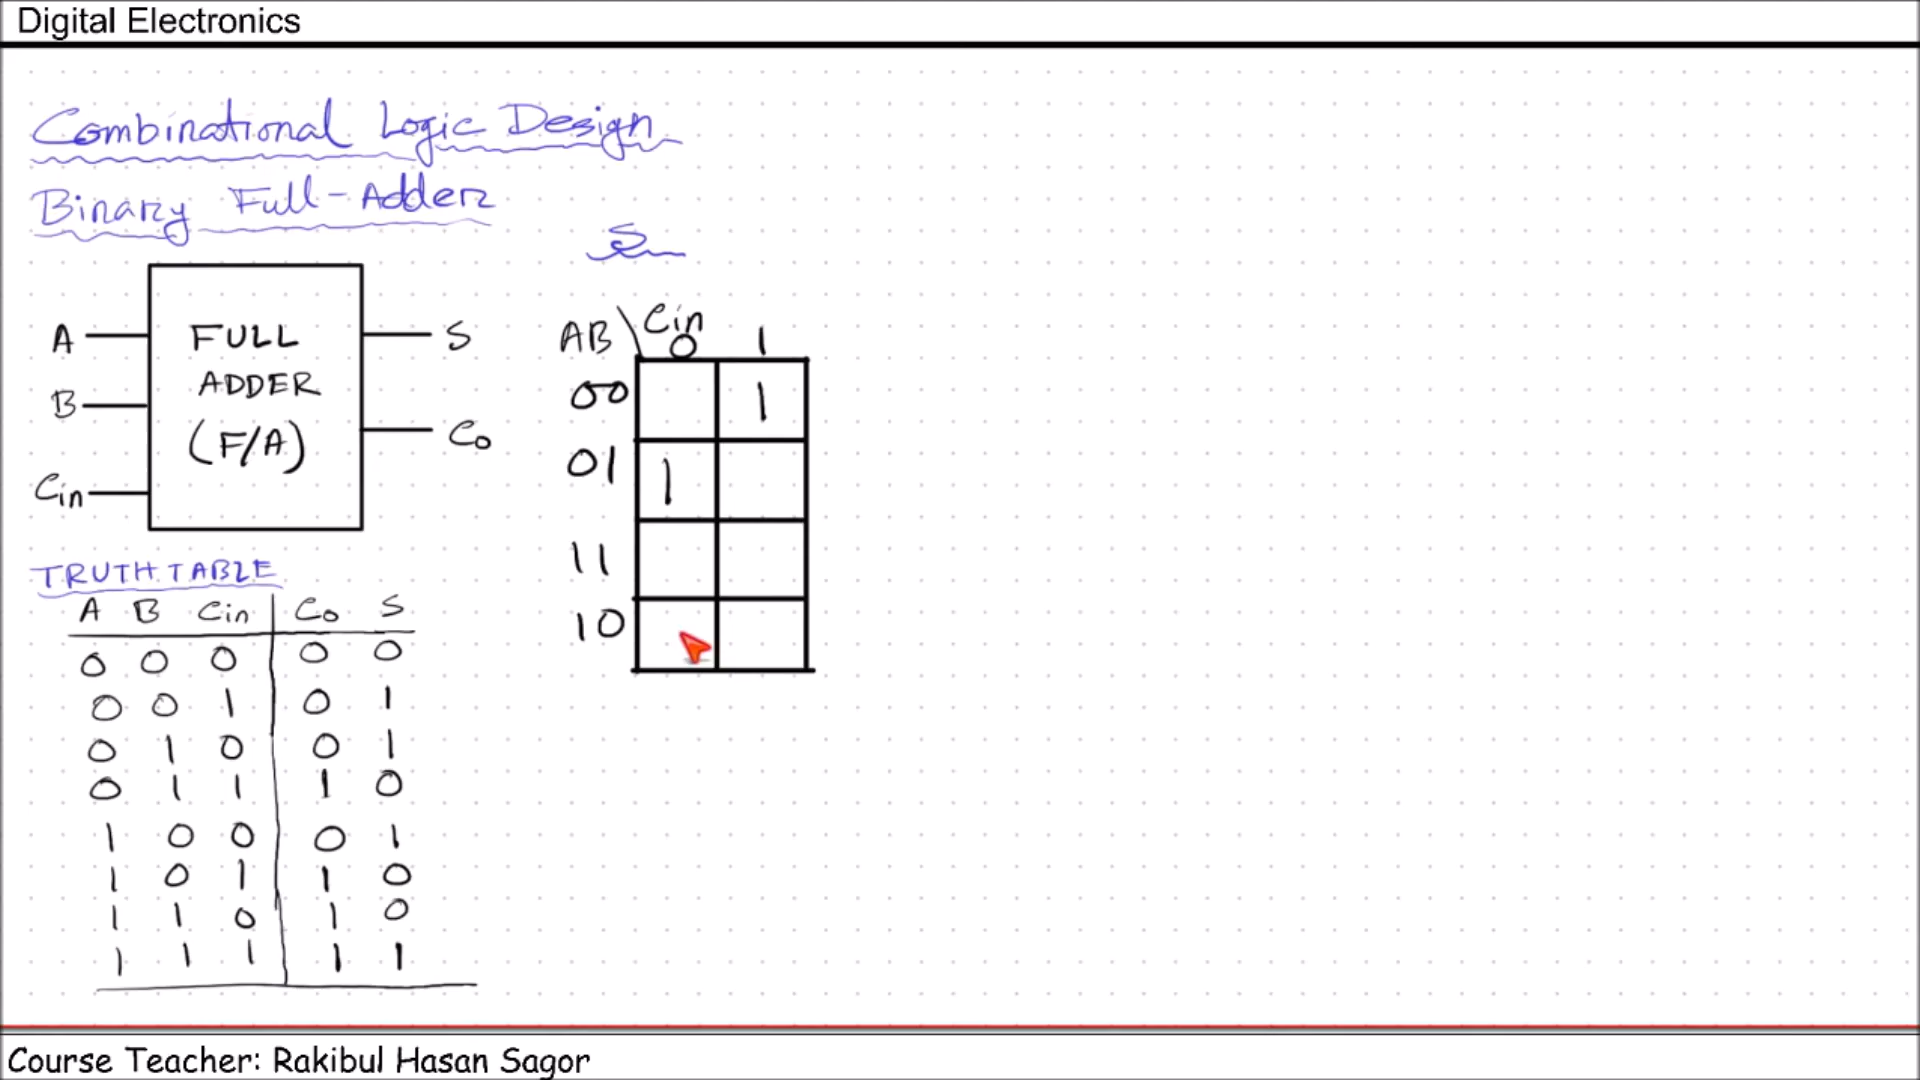 Digital Electronics
Combinational Logic Design
Binary Full-Adder
A
B
Cin
FULL
ADDER
(F/A)
S
Co
TRUTH TABLE
A B Cin Co S
0 0 0 0 0
0 0 1 0 1
0 1 0 0 1
0 1 1 1 0
1 0 0 0 1
1 0 1 1 0
1 1 0 1 0
1 1 1 1 1
S
AB \ Cin
0 1
00 1
01 1
11
10
Course Teacher: Rakibul Hasan Sagor